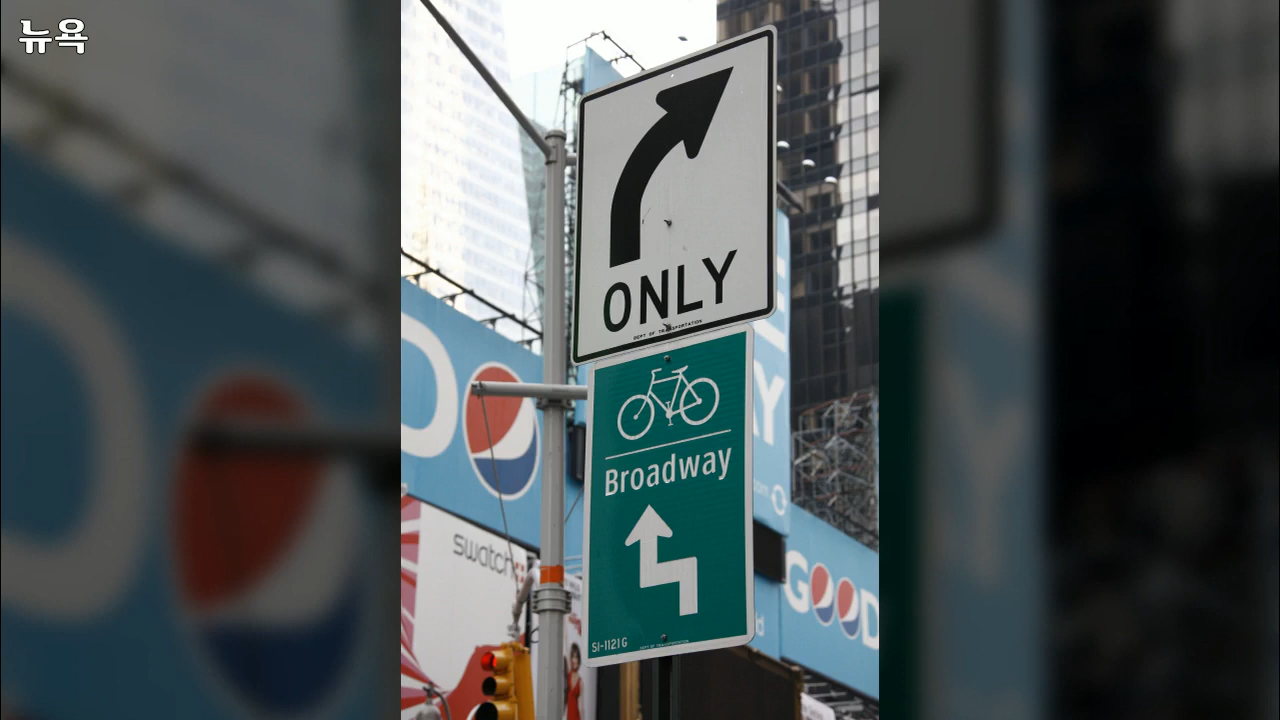 뉴욕
ONLY
DEPT OF TRANSPORTATION
Broadway
swatch
GOOD
SI-1121G